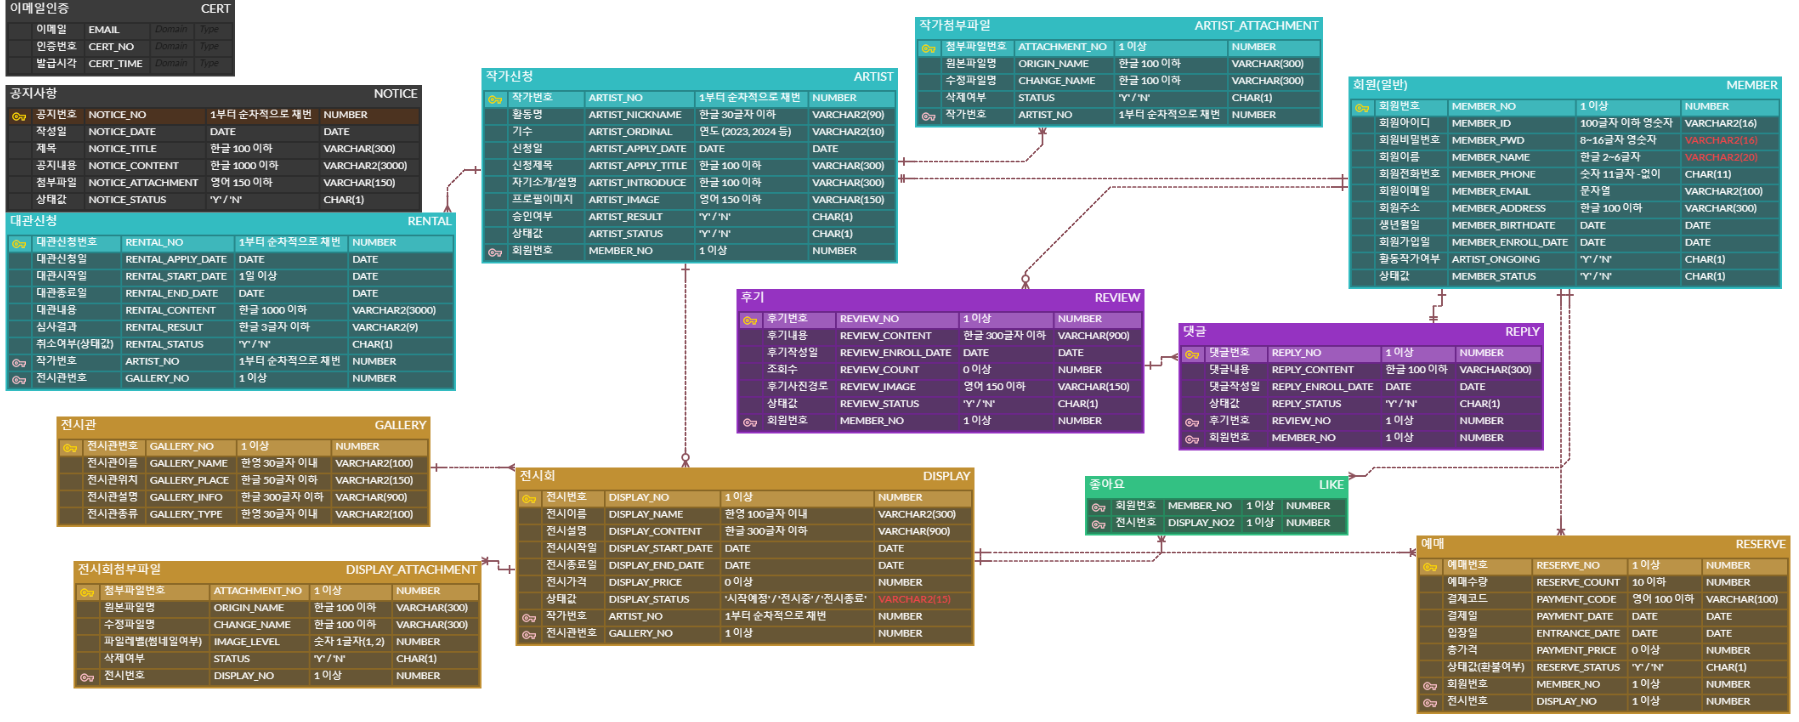 이메일인증 CERT
이메일 EMAIL Domain Type
인증번호 CERT_NO Domain Type
발급시각 CERT_TIME Domain Type
공지사항 NOTICE
공지번호 NOTICE_NO 1부터 순차적으로 채번 NUMBER
작성일 NOTICE_DATE DATE DATE
제목 NOTICE_TITLE 한글 100 이하 VARCHAR(300)
공지내용 NOTICE_CONTENT 한글 1000 이하 VARCHAR2(3000)
첨부파일 NOTICE_ATTACHMENT 영어 150 이하 VARCHAR(150)
상태값 NOTICE_STATUS 'Y' / 'N' CHAR(1)
대관신청 RENTAL
대관신청번호 RENTAL_NO 1부터 순차적으로 채번 NUMBER
대관신청일 RENTAL_APPLY_DATE DATE DATE
대관시작일 RENTAL_START_DATE 1일 이상 DATE
대관종료일 RENTAL_END_DATE DATE DATE
대관내용 RENTAL_CONTENT 한글 1000 이하 VARCHAR2(3000)
심사결과 RENTAL_RESULT 한글 3글자 이하 VARCHAR2(9)
취소여부(상태값) RENTAL_STATUS 'Y' / 'N' CHAR(1)
작가번호 ARTIST_NO 1부터 순차적으로 채번 NUMBER
전시관번호 GALLERY_NO 1 이상 NUMBER
작가신청 ARTIST
작가번호 ARTIST_NO 1부터 순차적으로 채번 NUMBER
활동명 ARTIST_NICKNAME 한글 30글자 이하 VARCHAR2(90)
기수 ARTIST_ORDINAL 연도 (2023, 2024 등) VARCHAR2(10)
신청일 ARTIST_APPLY_DATE DATE DATE
신청제목 ARTIST_APPLY_TITLE 한글 100 이하 VARCHAR(300)
자기소개/설명 ARTIST_INTRODUCE 한글 100 이하 VARCHAR(300)
프로필이미지 ARTIST_IMAGE 영어 150 이하 VARCHAR(150)
승인여부 ARTIST_RESULT 'Y' / 'N' CHAR(1)
상태값 ARTIST_STATUS 'Y' / 'N' CHAR(1)
회원번호 MEMBER_NO 1 이상 NUMBER
작가첨부파일 ARTIST_ATTACHMENT
첨부파일번호 ATTACHMENT_NO 1 이상 NUMBER
원본파일명 ORIGIN_NAME 한글 100 이하 VARCHAR(300)
수정파일명 CHANGE_NAME 한글 100 이하 VARCHAR(300)
삭제여부 STATUS 'Y' / 'N' CHAR(1)
작가번호 ARTIST_NO 1부터 순차적으로 채번 NUMBER
회원(일반) MEMBER
회원번호 MEMBER_NO 1 이상 NUMBER
회원아이디 MEMBER_ID 100글자 이하 영숫자 VARCHAR2(16)
회원비밀번호 MEMBER_PWD 8~16글자 영숫자 VARCHAR2(16)
회원이름 MEMBER_NAME 한글 2~6글자 VARCHAR2(20)
회원전화번호 MEMBER_PHONE 숫자 11글자 -없이 CHAR(11)
회원이메일 MEMBER_EMAIL 문자열 VARCHAR2(100)
회원주소 MEMBER_ADDRESS 한글 100 이하 VARCHAR(300)
생년월일 MEMBER_BIRTHDATE DATE DATE
회원가입일 MEMBER_ENROLL_DATE DATE DATE
활동작가여부 ARTIST_ONGOING 'Y' / 'N' CHAR(1)
상태값 MEMBER_STATUS 'Y' / 'N' CHAR(1)
후기 REVIEW
후기번호 REVIEW_NO 1 이상 NUMBER
후기내용 REVIEW_CONTENT 한글 300글자 이하 VARCHAR(900)
후기작성일 REVIEW_ENROLL_DATE DATE DATE
조회수 REVIEW_COUNT 0 이상 NUMBER
후기사진경로 REVIEW_IMAGE 영어 150 이하 VARCHAR(150)
상태값 REVIEW_STATUS 'Y' / 'N' CHAR(1)
회원번호 MEMBER_NO 1 이상 NUMBER
댓글 REPLY
댓글번호 REPLY_NO 1 이상 NUMBER
댓글내용 REPLY_CONTENT 한글 100 이하 VARCHAR(300)
댓글작성일 REPLY_ENROLL_DATE DATE DATE
상태값 REPLY_STATUS 'Y' / 'N' CHAR(1)
후기번호 REVIEW_NO 1 이상 NUMBER
회원번호 MEMBER_NO 1 이상 NUMBER
전시관 GALLERY
전시관번호 GALLERY_NO 1 이상 NUMBER
전시관이름 GALLERY_NAME 한영 30글자 이내 VARCHAR2(100)
전시관위치 GALLERY_PLACE 한글 50글자 이하 VARCHAR2(150)
전시관설명 GALLERY_INFO 한글 300글자 이하 VARCHAR(900)
전시관종류 GALLERY_TYPE 한영 30글자 이내 VARCHAR2(100)
전시회 DISPLAY
전시번호 DISPLAY_NO 1 이상 NUMBER
전시이름 DISPLAY_NAME 한영 100글자 이내 VARCHAR2(300)
전시설명 DISPLAY_CONTENT 한글 300글자 이하 VARCHAR(900)
전시시작일 DISPLAY_START_DATE DATE DATE
전시종료일 DISPLAY_END_DATE DATE DATE
전시가격 DISPLAY_PRICE 0 이상 NUMBER
상태값 DISPLAY_STATUS '시작예정' / '전시중' / '전시종료' VARCHAR2(15)
작가번호 ARTIST_NO 1부터 순차적으로 채번 NUMBER
전시관번호 GALLERY_NO 1 이상 NUMBER
좋아요 LIKE
회원번호 MEMBER_NO 1 이상 NUMBER
전시번호 DISPLAY_NO2 1 이상 NUMBER
전시회첨부파일 DISPLAY_ATTACHMENT
첨부파일번호 ATTACHMENT_NO 1 이상 NUMBER
원본파일명 ORIGIN_NAME 한글 100 이하 VARCHAR(300)
수정파일명 CHANGE_NAME 한글 100 이하 VARCHAR(300)
파일레벨(썸네일여부) IMAGE_LEVEL 숫자 1글자(1, 2) NUMBER
삭제여부 STATUS 'Y' / 'N' CHAR(1)
전시번호 DISPLAY_NO 1 이상 NUMBER
예매 RESERVE
예매번호 RESERVE_NO 1 이상 NUMBER
예매수량 RESERVE_COUNT 10 이하 NUMBER
결제코드 PAYMENT_CODE 영어 100 이하 VARCHAR(100)
결제일 PAYMENT_DATE DATE DATE
입장일 ENTRANCE_DATE DATE DATE
총가격 PAYMENT_PRICE 0 이상 NUMBER
상태값(환불여부) RESERVE_STATUS 'Y' / 'N' CHAR(1)
회원번호 MEMBER_NO 1 이상 NUMBER
전시번호 DISPLAY_NO 1 이상 NUMBER